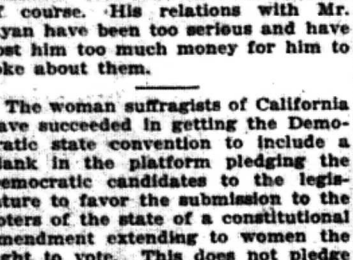 f course. His relations with Mr.
yan have been too serious and have
ost him too much money for him to
oke about them.
The woman suffragists of California
ave succeeded in getting the Demo-
ratic state convention to include a
lank in the platform pledging the
emocratic candidates to the legis-
ature to favor the submission to the
oters of the state of a constitutional
mendment extending to women the
ght to vote. This does not pledge